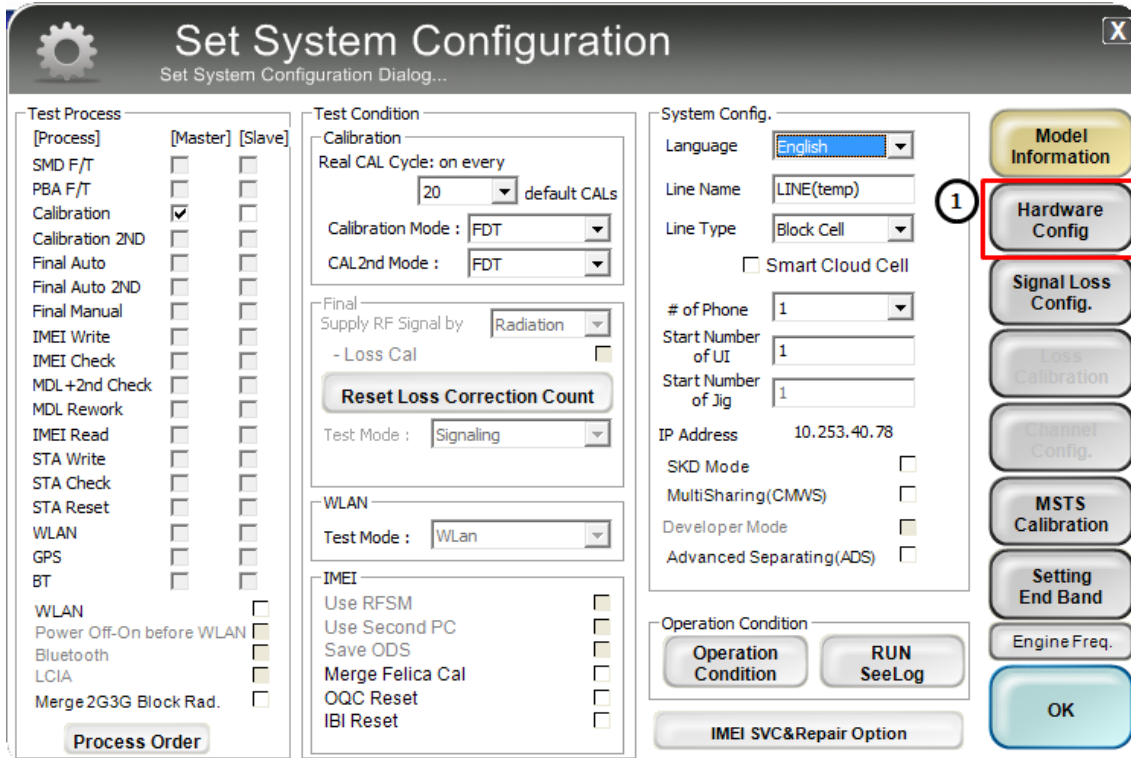 Set System Configuration
X
Set System Configuration Dialog...
Test Process
[Process] [Master] [Slave]
SMD F/T
PBA F/T
Calibration
Calibration 2ND
Final Auto
Final Auto 2ND
Final Manual
IMEI Write
IMEI Check
MDL+2nd Check
MDL Rework
IMEI Read
STA Write
STA Check
STA Reset
WLAN
GPS
BT
WLAN
Power Off-On before WLAN
Bluetooth
LCIA
Merge 2G3G Block Rad.
Process Order
Test Condition
Calibration
Real CAL Cycle: on every
20 default CALs
Calibration Mode : FDT
CAL2nd Mode : FDT
Final
Supply RF Signal by Radiation
- Loss Cal
Reset Loss Correction Count
Test Mode : Signaling
WLAN
Test Mode : WLan
IMEI
Use RFSM
Use Second PC
Save ODS
Merge Felica Cal
OQC Reset
IBI Reset
System Config.
Language English
Line Name LINE(temp)
Line Type Block Cell
Smart Cloud Cell
# of Phone 1
Start Number
of UI 1
Start Number
of Jig 1
IP Address 10.253.40.78
SKD Mode
MultiSharing(CMWS)
Developer Mode
Advanced Separating(ADS)
Operation Condition
Operation
Condition
RUN
SeeLog
IMEI SVC&Repair Option
Model
Information
1
Hardware
Config
Signal Loss
Config.
Loss
Calibration
Channel
Config.
MSTS
Calibration
Setting
End Band
Engine Freq.
OK